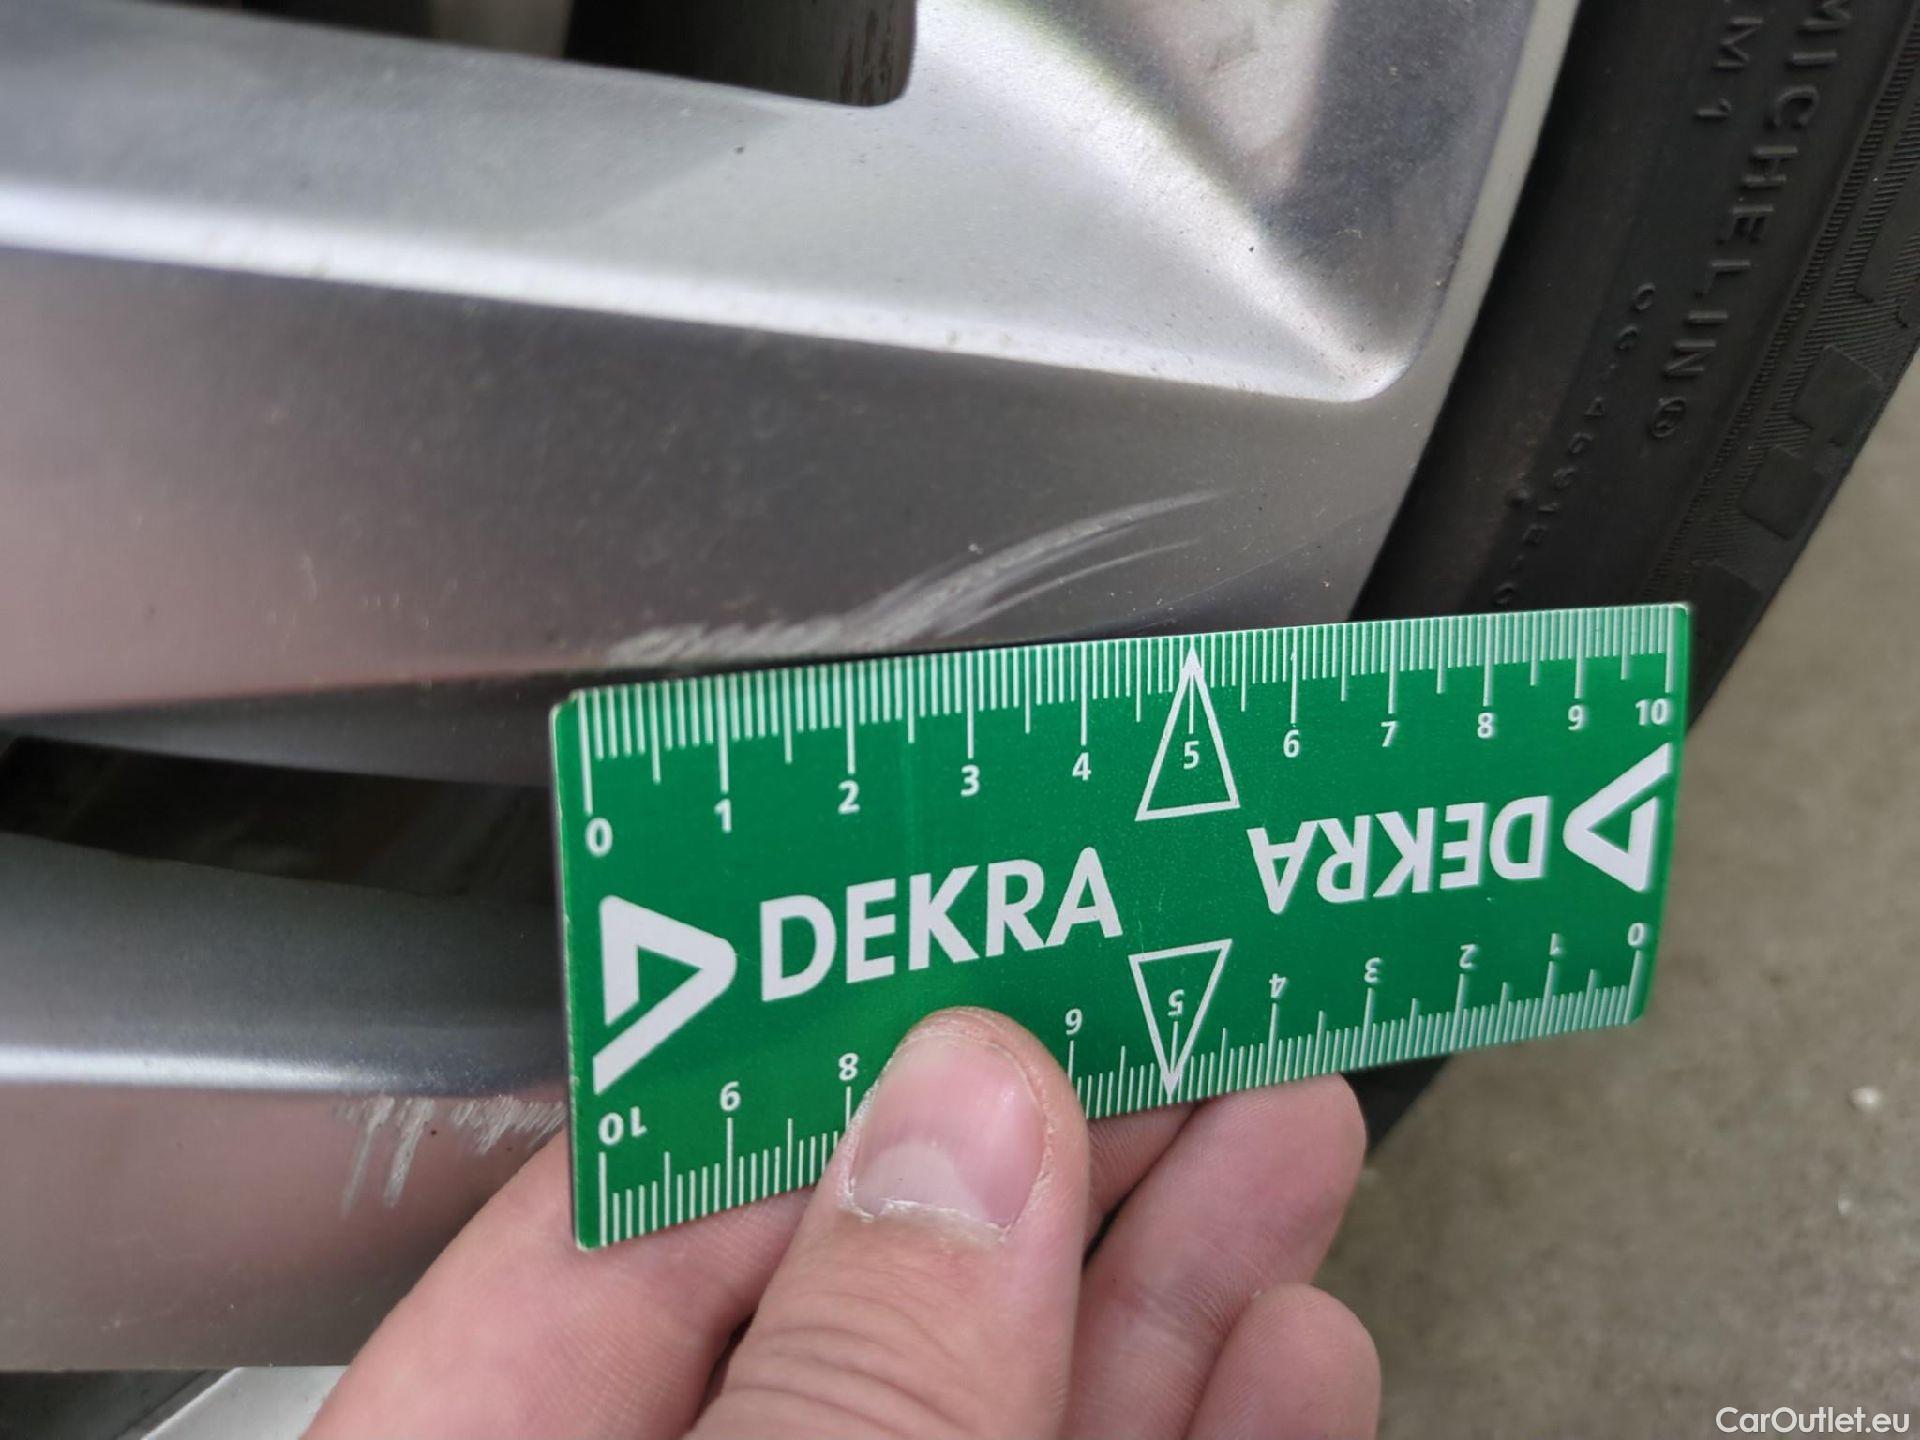 MICHELIN®
M1
0 1 2 3 4 5 6 7 8 9 10
DEKRA
DEKRA
10 9 8 6 5 4 3 2 1 0
CarOutlet.eu